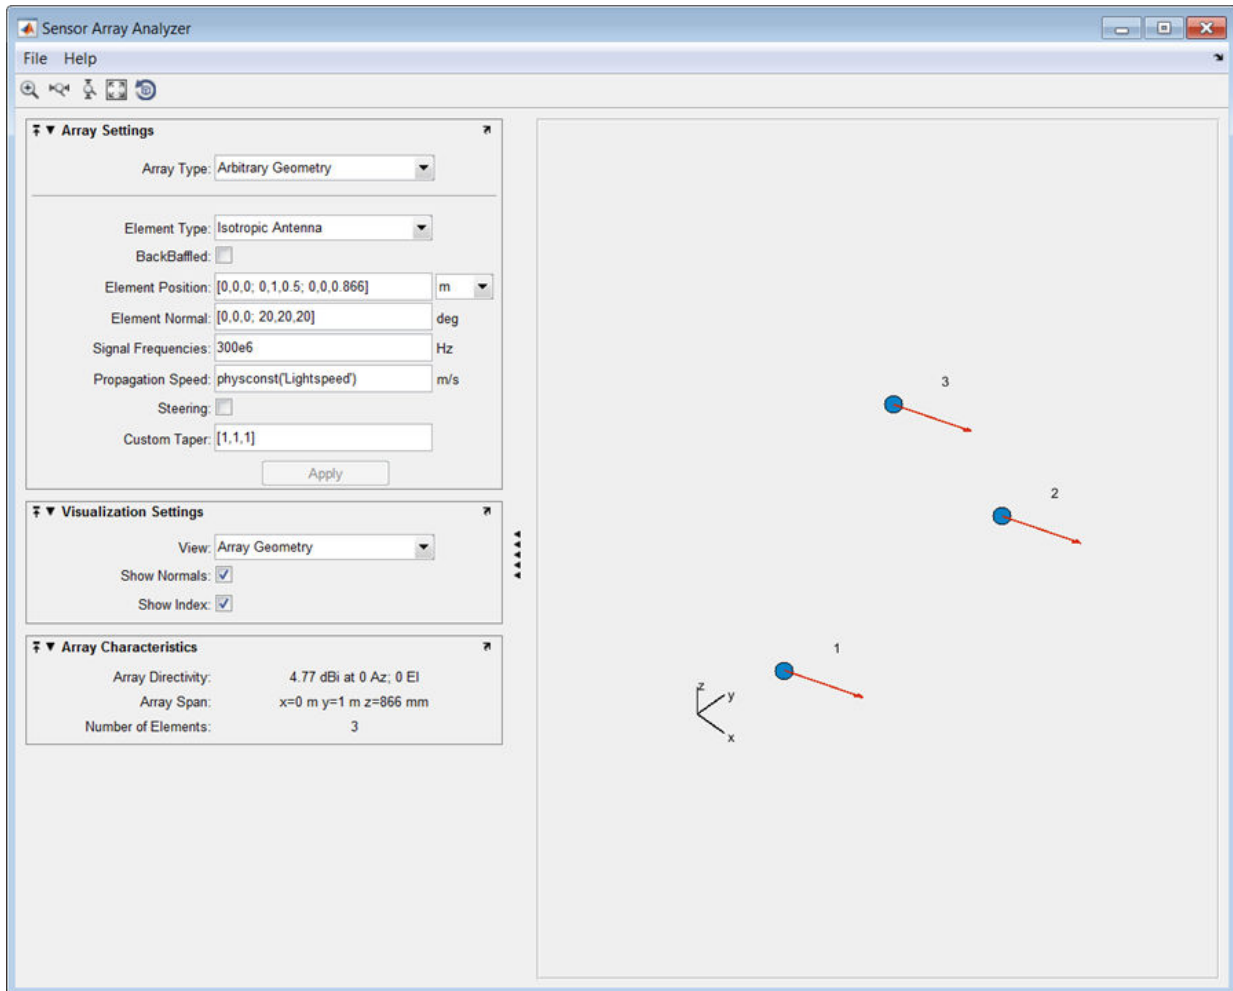 Sensor Array Analyzer
File Help
Array Settings
Array Type: Arbitrary Geometry
Element Type: Isotropic Antenna
BackBaffled:
Element Position: [0,0,0; 0,1,0.5; 0,0,0.866] m
Element Normal: [0,0,0; 20,20,20] deg
Signal Frequencies: 300e6 Hz
Propagation Speed: physconst('Lightspeed') m/s
Steering:
Custom Taper: [1,1,1]
Apply
Visualization Settings
View: Array Geometry
Show Normals:
Show Index:
Array Characteristics
Array Directivity: 4.77 dBi at 0 Az; 0 El
Array Span: x=0 m y=1 m z=866 mm
Number of Elements: 3
3
2
1
z
y
x